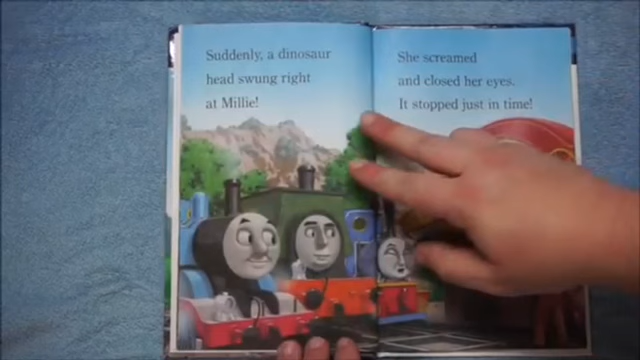 Suddenly, a dinosaur
head swung right
at Millie!
She screamed
and closed her eyes.
It stopped just in time!